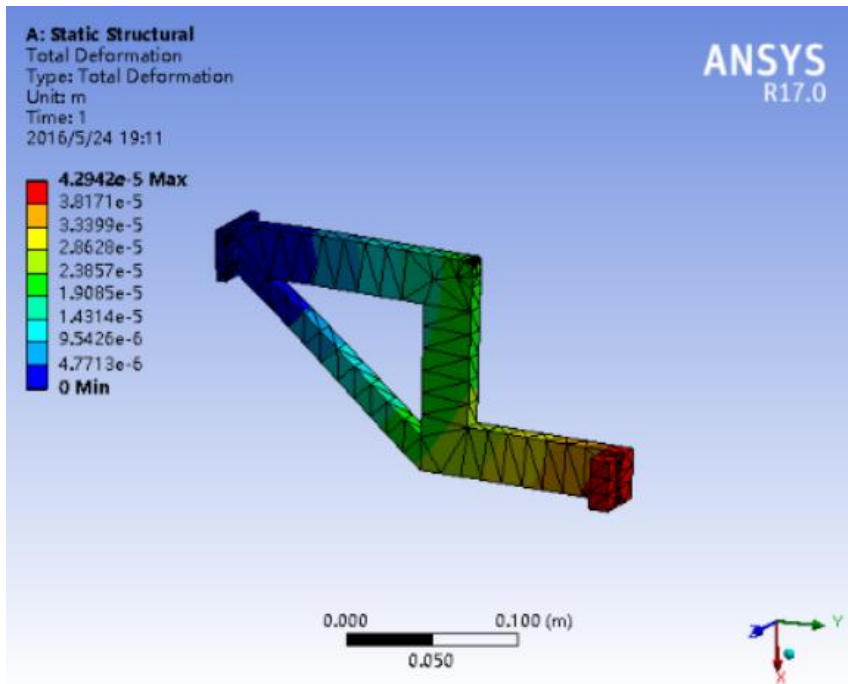 A: Static Structural
Total Deformation
Type: Total Deformation
Unit: m
Time: 1
2016/5/24 19:11
ANSYS
R17.0
4.2942e-5 Max
3.8171e-5
3.3399e-5
2.8628e-5
2.3857e-5
1.9085e-5
1.4314e-5
9.5426e-6
4.7713e-6
0 Min
0.000 0.100 (m)
0.050
Z Y
X